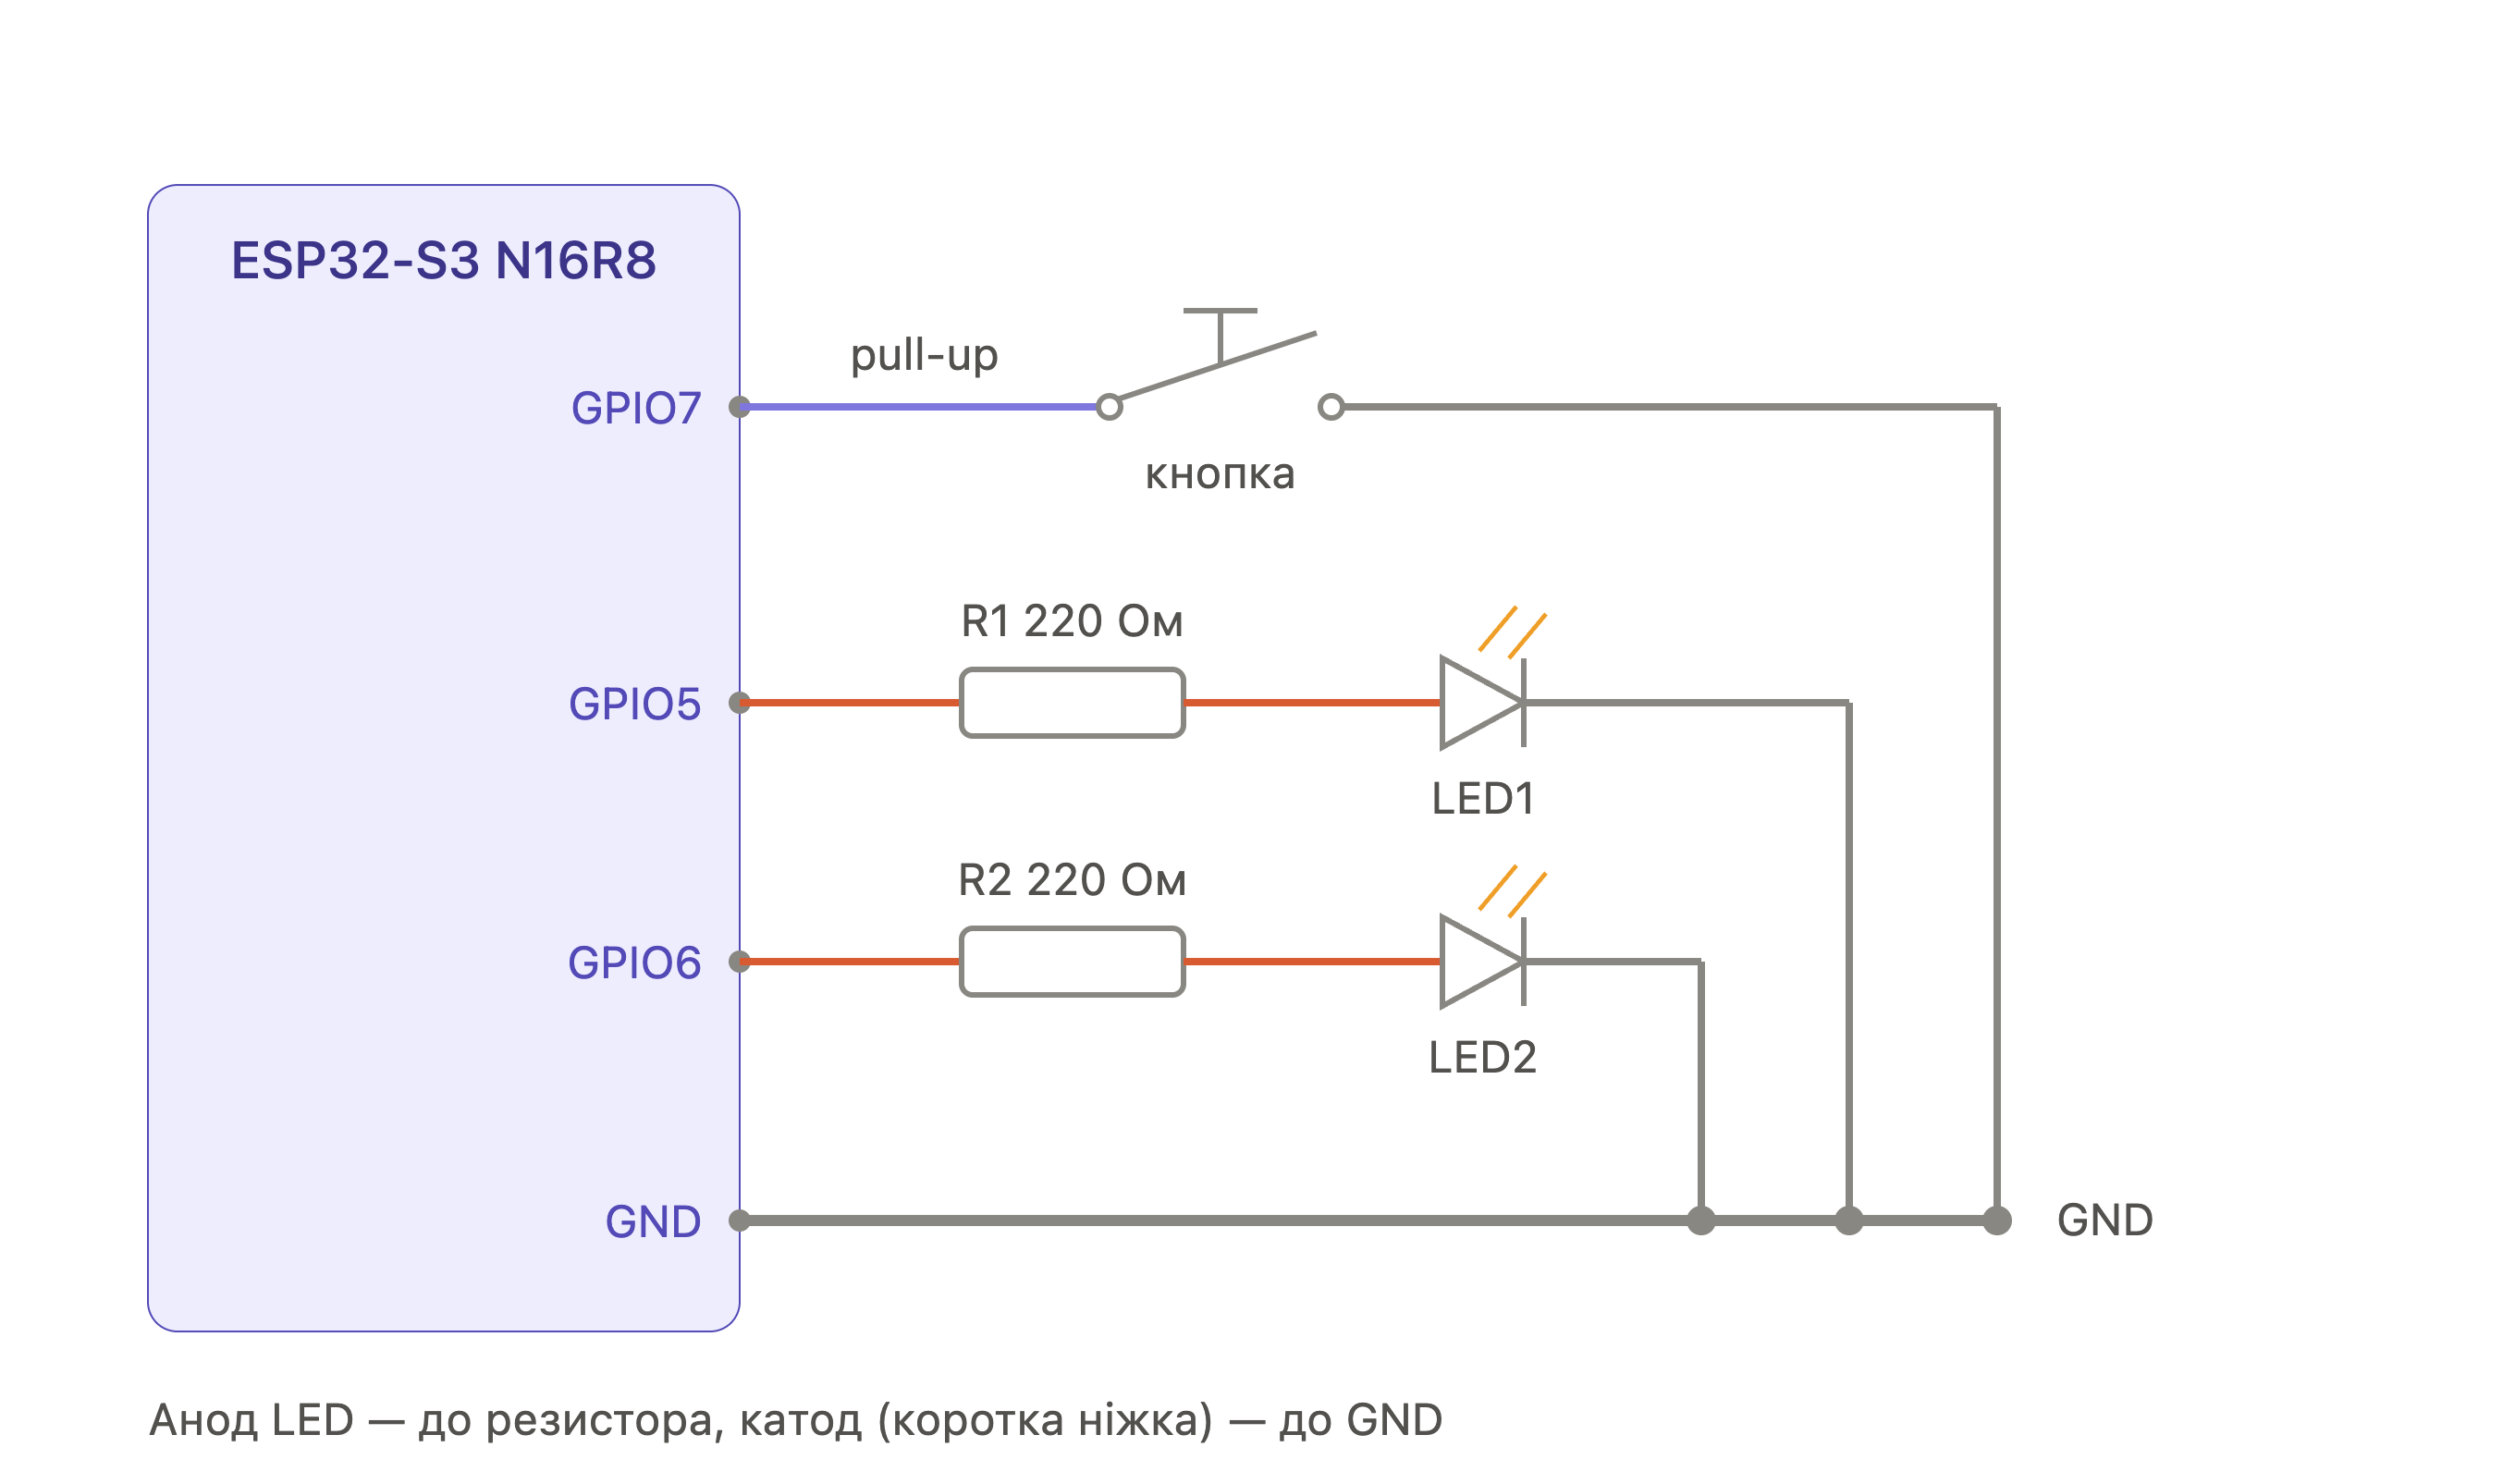 ESP32-S3 N16R8
pull-up
GPIO7
кнопка
R1 220 Ом
GPIO5
LED1
R2 220 Ом
GPIO6
LED2
GND
GND
Анод LED — до резистора, катод (коротка ніжка) — до GND